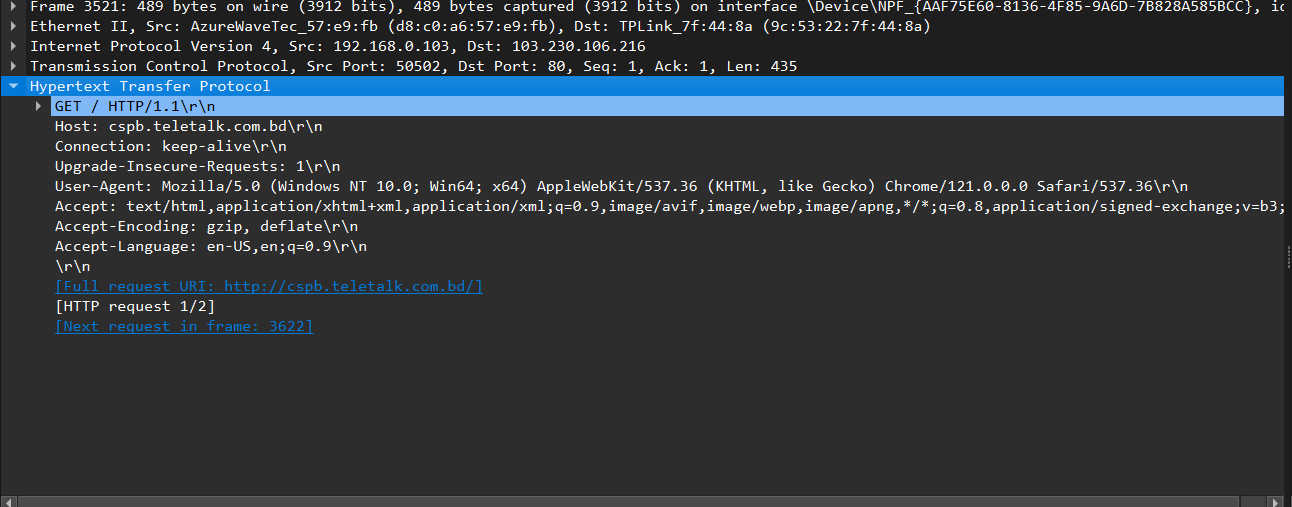 Frame 3521: 489 bytes on wire (3912 bits), 489 bytes captured (3912 bits) on interface \Device\NPF_{AAF75E60-8136-4F85-9A6D-7B828A585BCC}, ic
Ethernet II, Src: AzureWaveTec_57:e9:fb (d8:c0:a6:57:e9:fb), Dst: TPLink_7f:44:8a (9c:53:22:7f:44:8a)
Internet Protocol Version 4, Src: 192.168.0.103, Dst: 103.230.106.216
Transmission Control Protocol, Src Port: 50502, Dst Port: 80, Seq: 1, Ack: 1, Len: 435
Hypertext Transfer Protocol
GET / HTTP/1.1\r\n
Host: cspb.teletalk.com.bd\r\n
Connection: keep-alive\r\n
Upgrade-Insecure-Requests: 1\r\n
User-Agent: Mozilla/5.0 (Windows NT 10.0; Win64; x64) AppleWebKit/537.36 (KHTML, like Gecko) Chrome/121.0.0.0 Safari/537.36\r\n
Accept: text/html,application/xhtml+xml,application/xml;q=0.9,image/avif,image/webp,image/apng,*/*;q=0.8,application/signed-exchange;v=b3;
Accept-Encoding: gzip, deflate\r\n
Accept-Language: en-US,en;q=0.9\r\n
\r\n
[Full request URI: http://cspb.teletalk.com.bd/]
[HTTP request 1/2]
[Next request in frame: 3622]